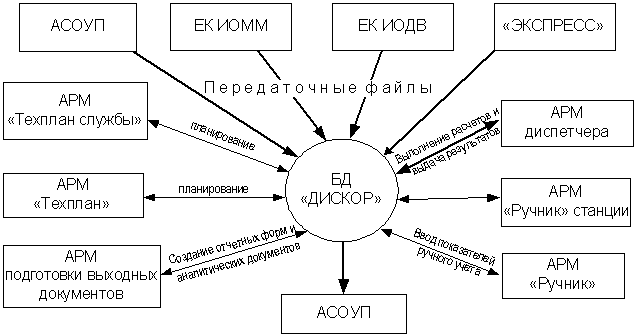 АСОУП
ЕК ИОММ
ЕК ИОДВ
«ЭКСПРЕСС»
Передаточные файлы
АРМ
«Техплан службы»
планирование
Выполнение расчетов и
выдача результатов
АРМ
диспетчера
АРМ
«Техплан»
планирование
БД
«ДИСКОР»
АРМ
«Ручник» станции
АРМ
подготовки выходных
документов
Создание отчетных форм и
аналитических документов
Ввод показателей
ручного учета
АРМ
«Ручник»
АСОУП